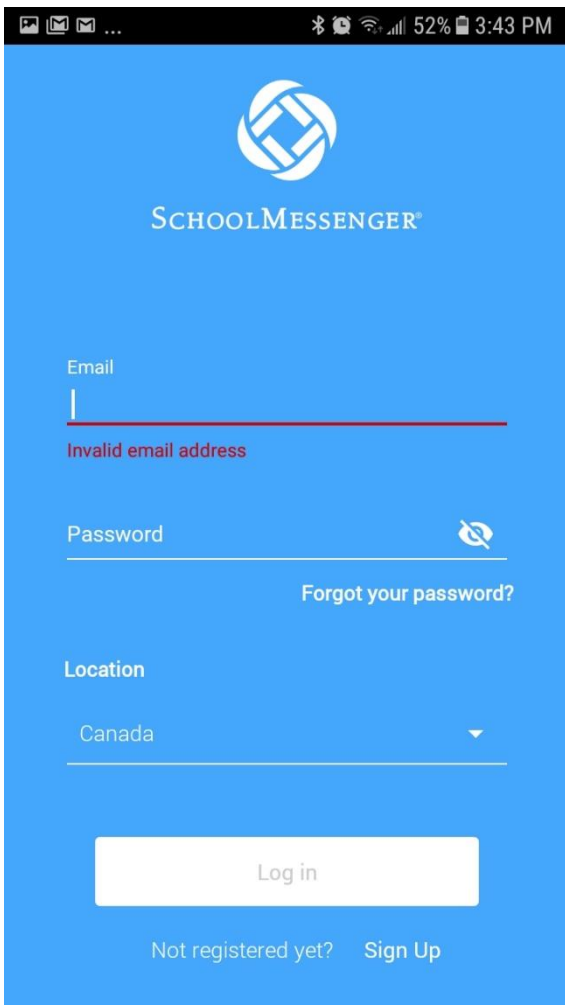 ... 52% 3:43 PM
SCHOOLMESSENGER®
Email
Invalid email address
Password
Forgot your password?
Location
Canada
Log in
Not registered yet? Sign Up